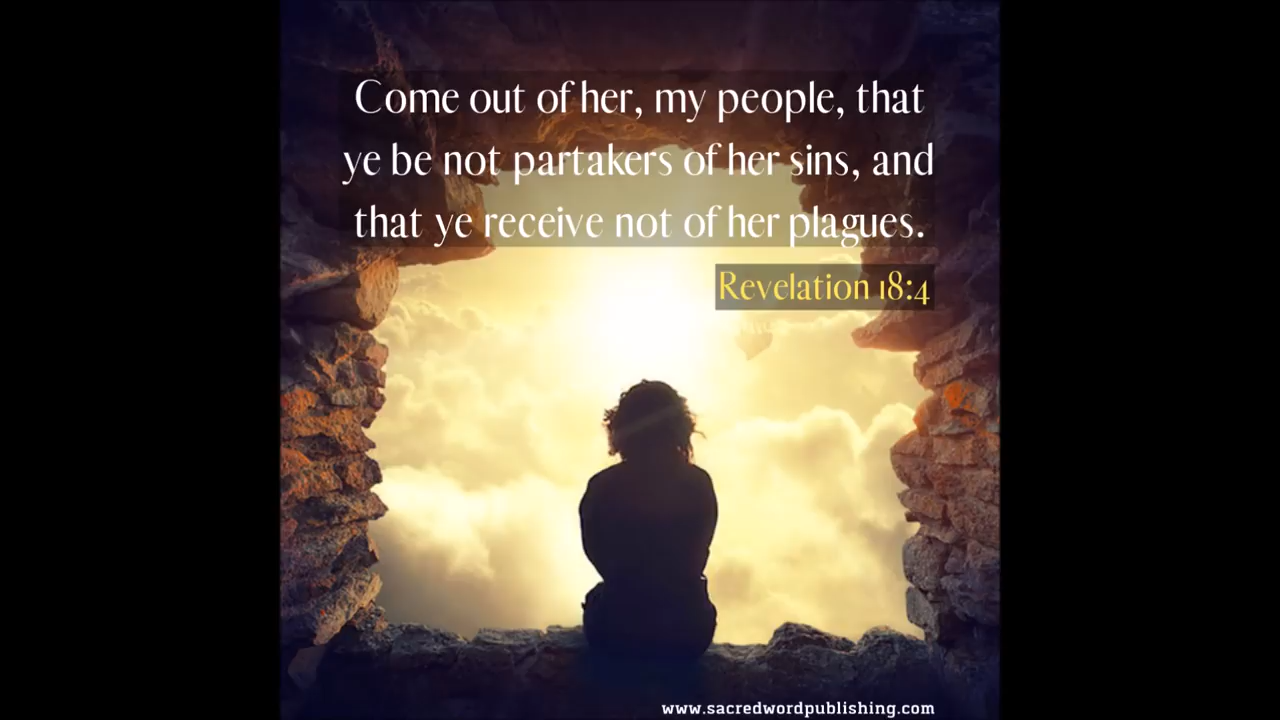 Come out of her, my people, that
ye be not partakers of her sins, and
that ye receive not of her plagues.
Revelation 18:4
www.sacredwordpublishing.com